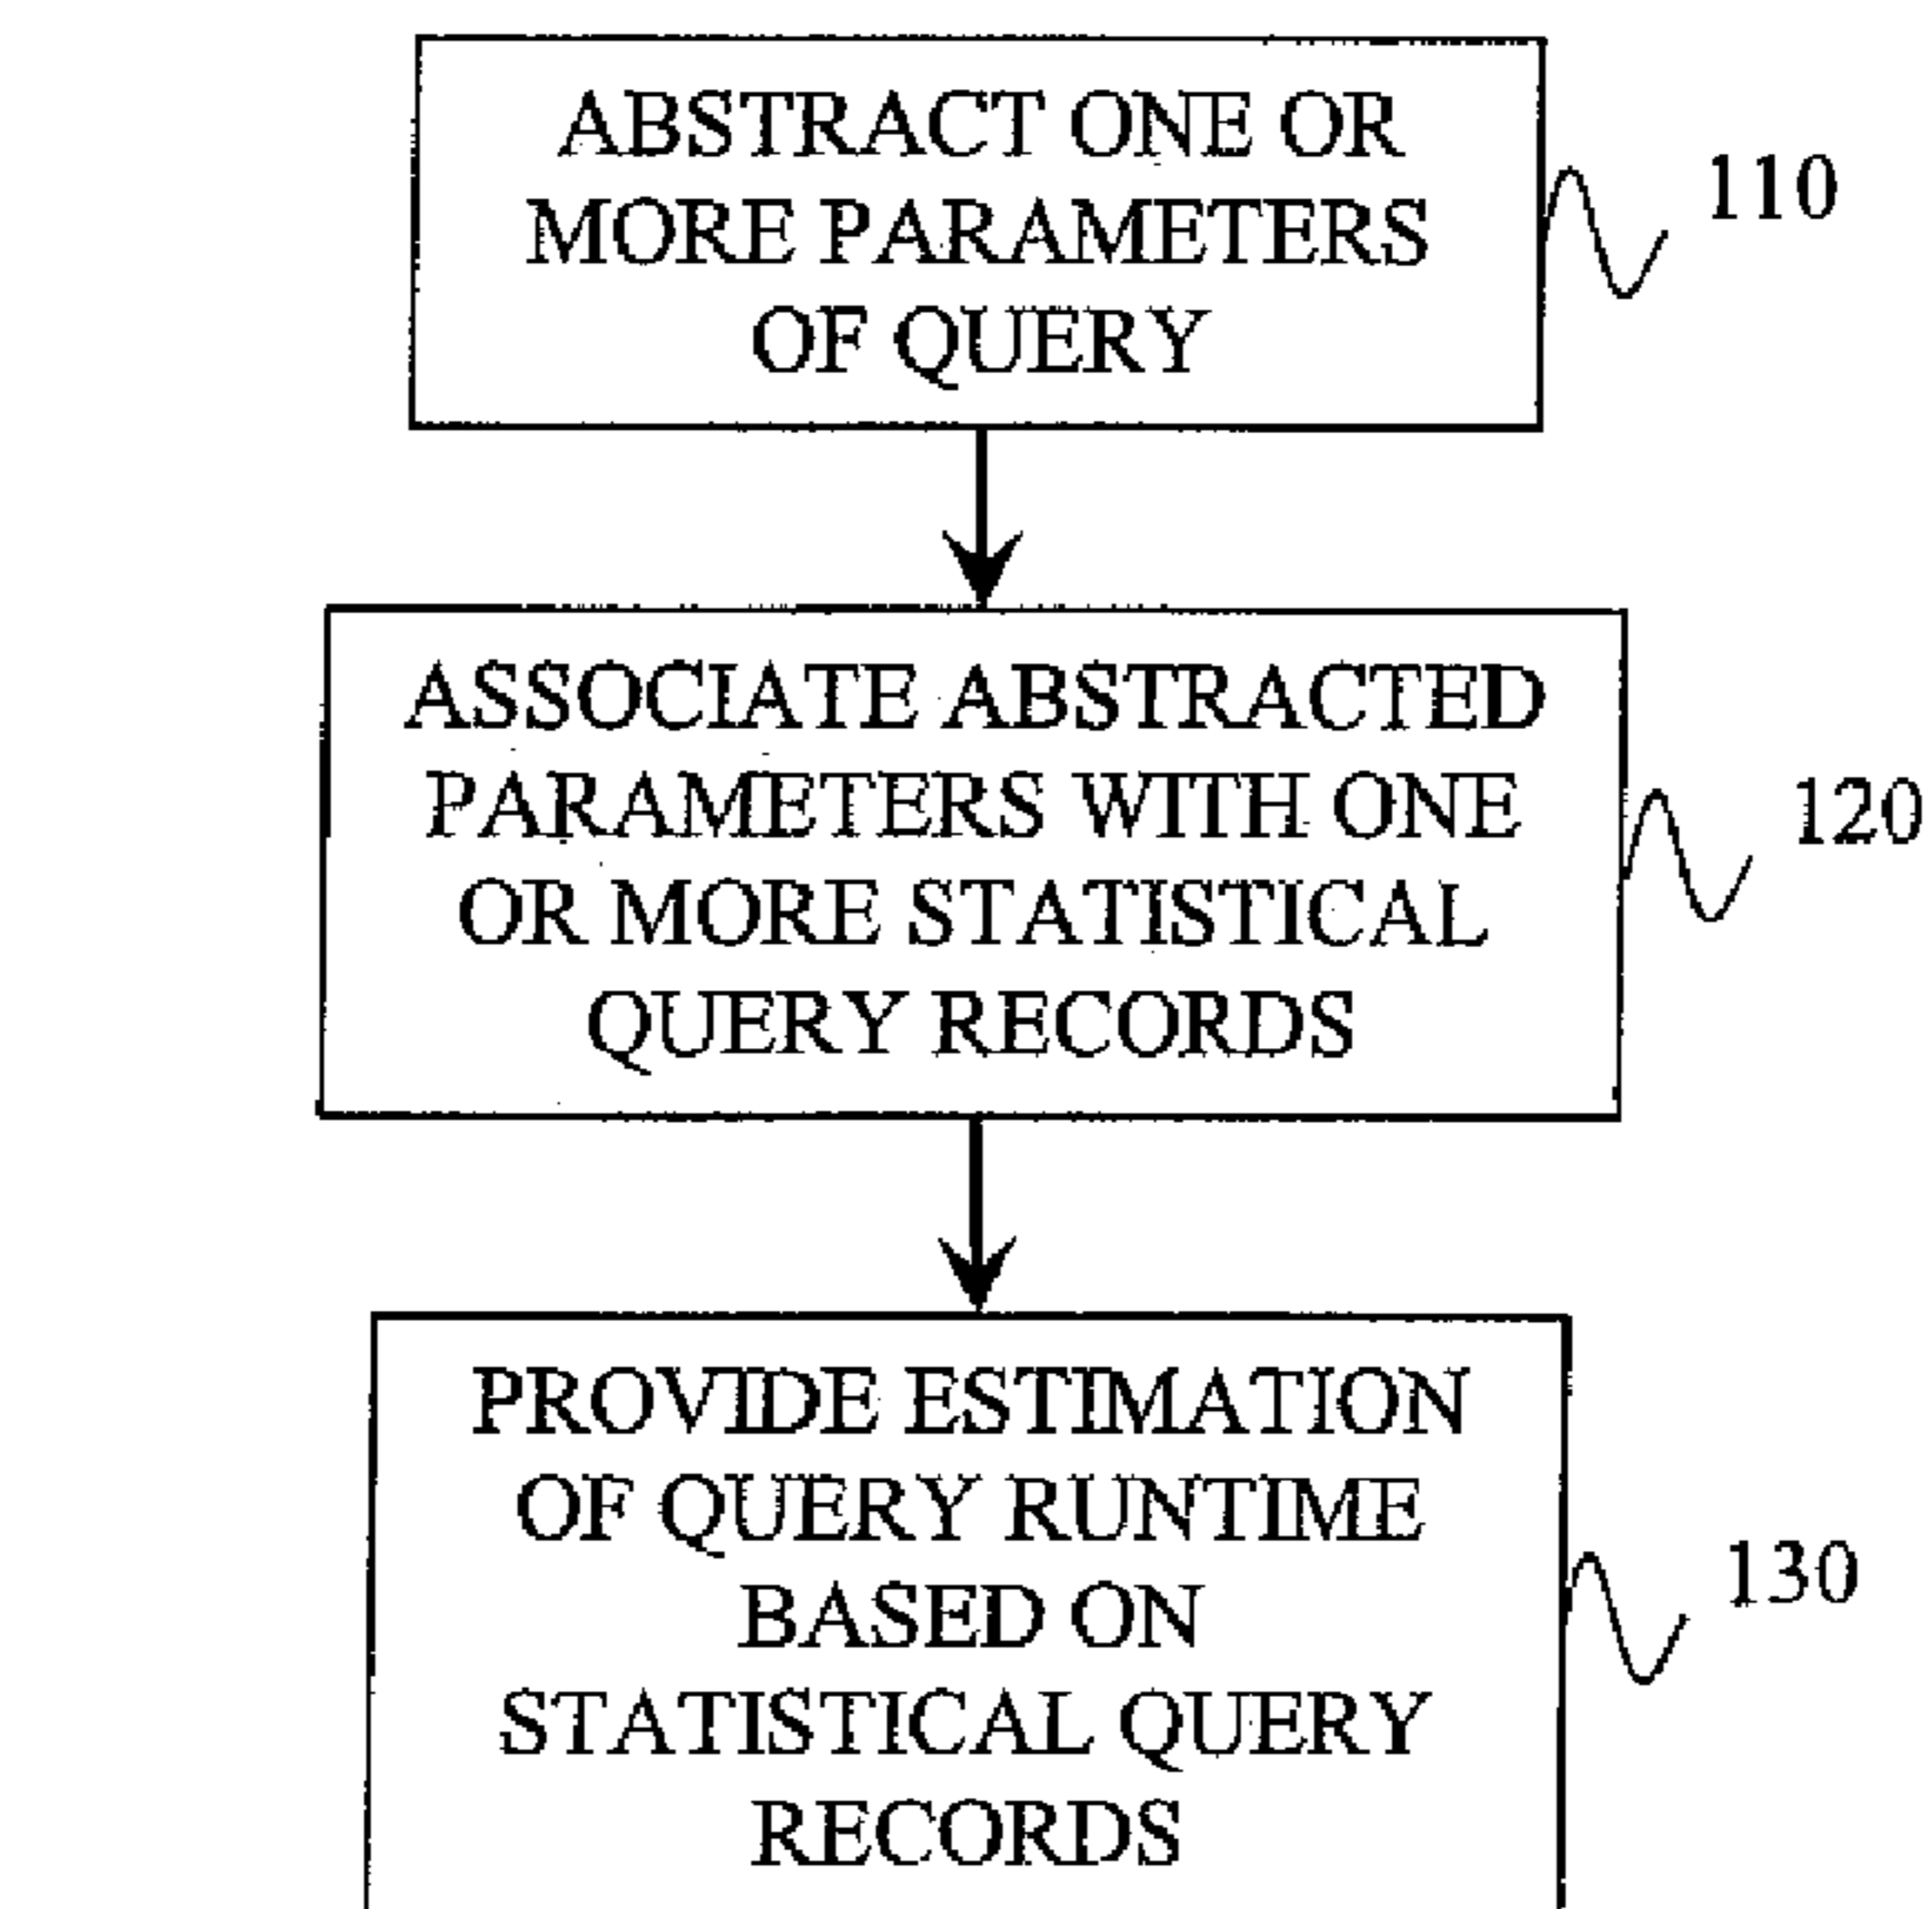 ABSTRACT ONE OR
MORE PARAMETERS
OF QUERY
110
ASSOCIATE ABSTRACTED
PARAMETERS WITH ONE
OR MORE STATISTICAL
QUERY RECORDS
120
PROVIDE ESTIMATION
OF QUERY RUNTIME
BASED ON
STATISTICAL QUERY
RECORDS
130